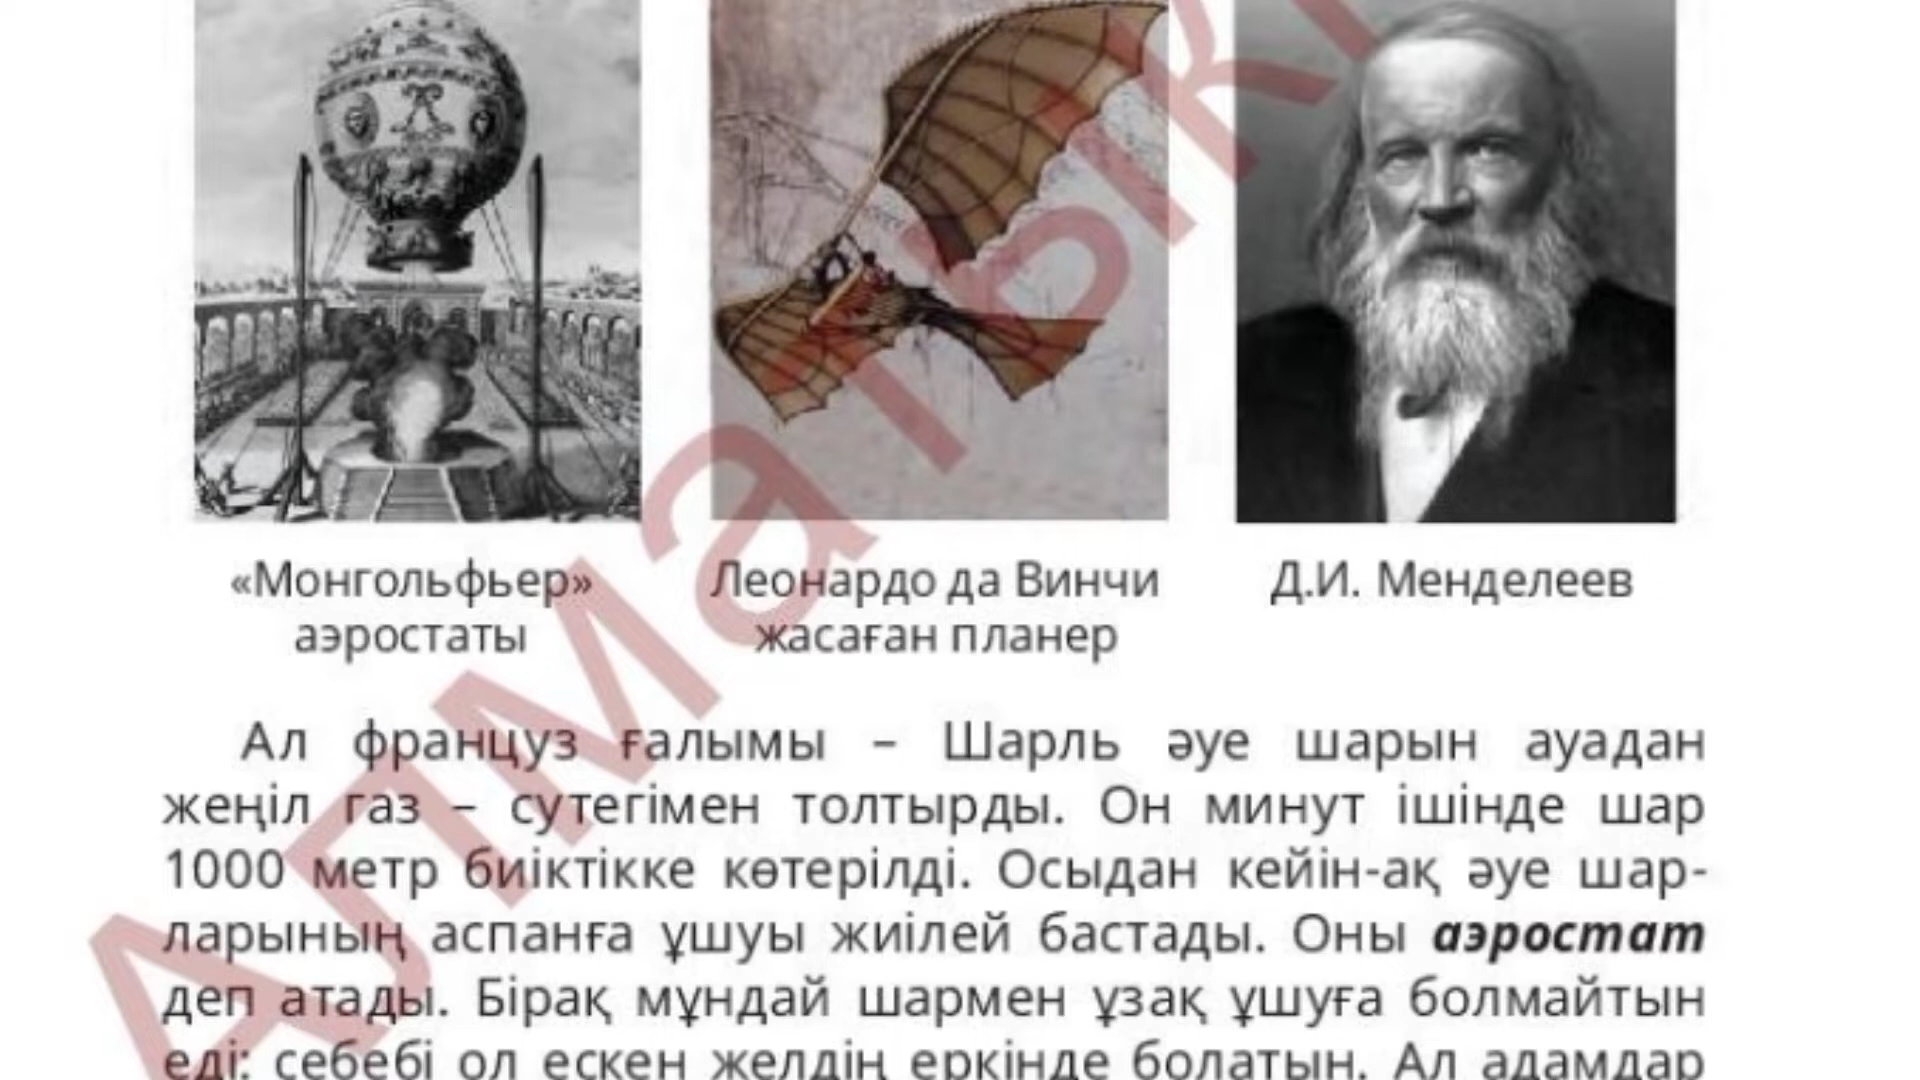 «Монгольфьер»
аэростаты
Леонардо да Винчи
жасаған планер
Д.И. Менделеев
Ал француз ғалымы – Шарль әуе шарын ауадан
жеңіл газ – сутегімен толтырды. Он минут ішінде шар
1000 метр биіктікке көтерілді. Осыдан кейін-ақ әуе шар-
ларының аспанға ұшуы жиілей бастады. Оны аэростат
деп атады. Бірақ мұндай шармен ұзақ ұшуға болмайтын
еді: себебі ол ескен желдің еркінде болатын. Ал адамдар